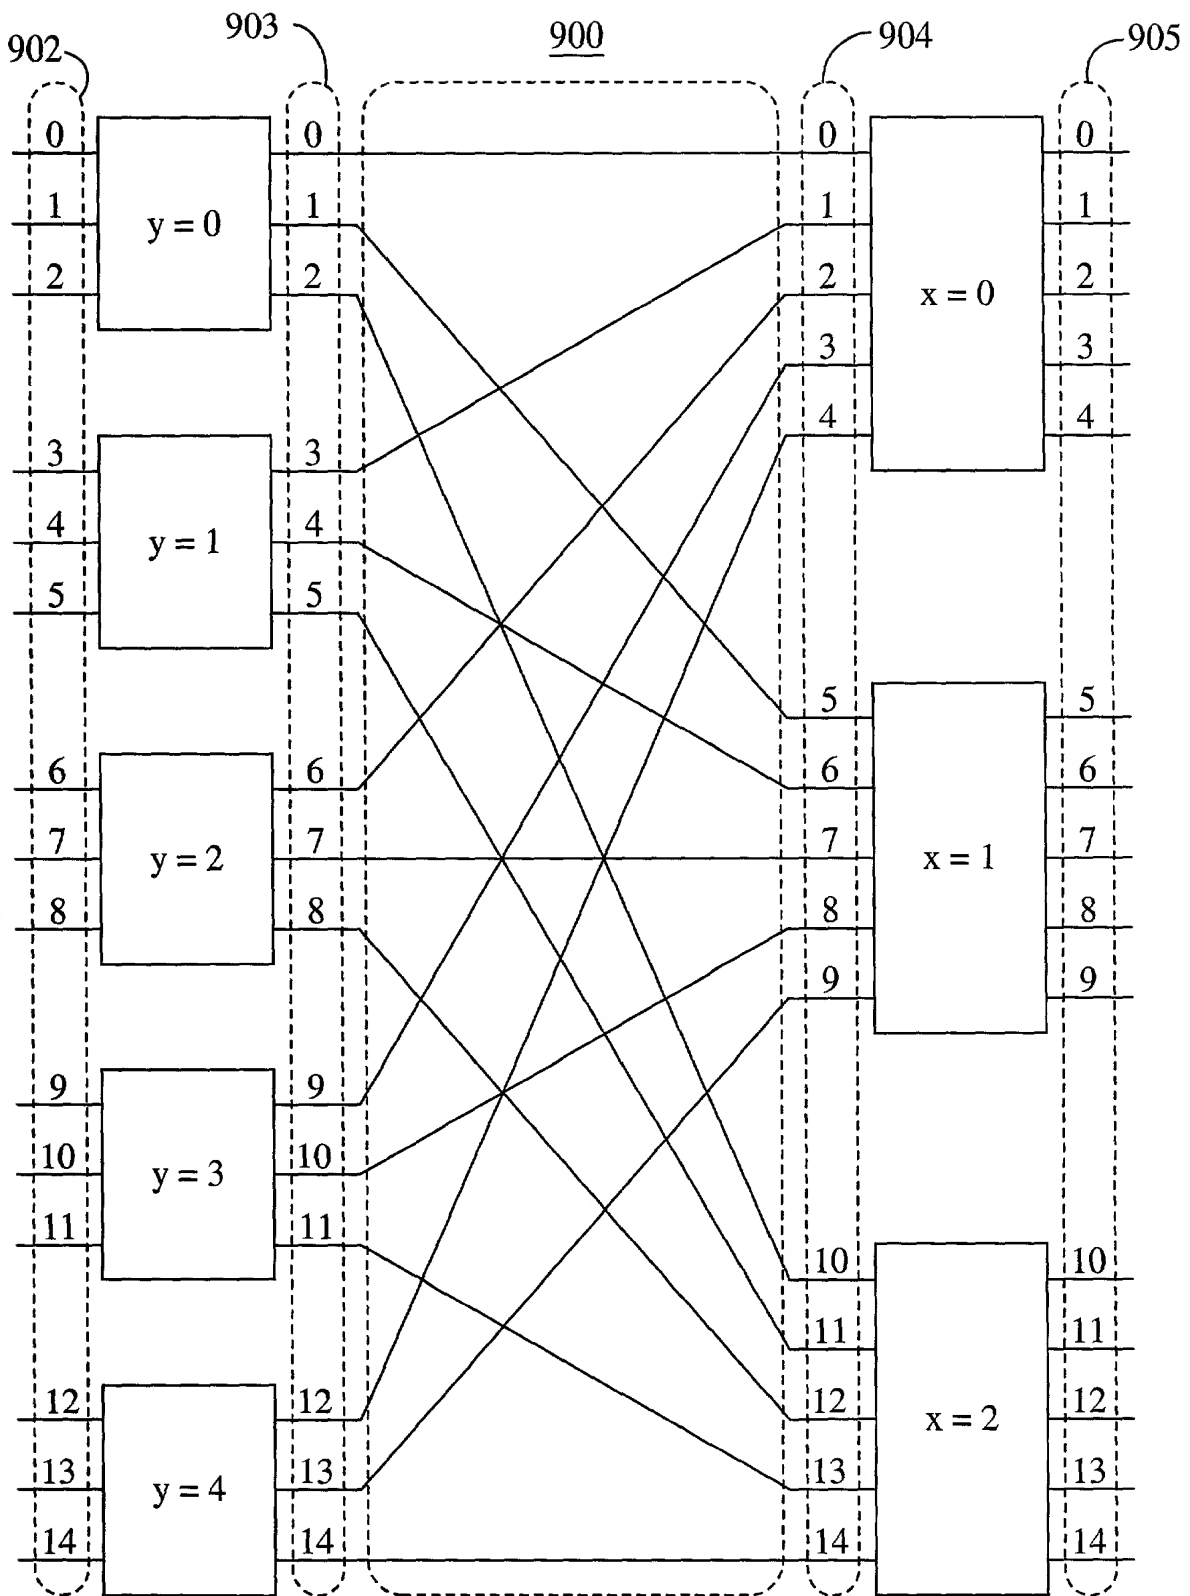 902 903 900 904 905
0 0 0 0
1 y = 0 1 1 1
2 2 2 x = 0 2
3 3
4 4
3 3
4 y = 1 4
5 5
5 5
6 6 6 6
7 y = 2 7 7 x = 1 7
8 8 8 8
9 9
9 9
10 y = 3 10
11 11
10 10
11 11
12 12 12 x = 2 12
13 y = 4 13 13 13
14 14 14 14